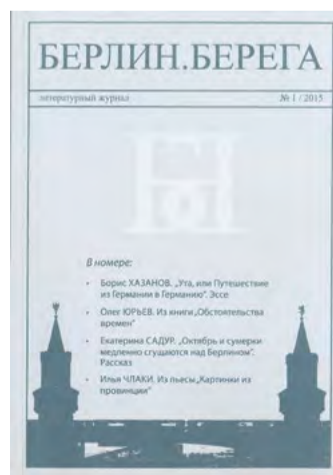 БЕРЛИН.БЕРЕГА
литературный журнал № 1 / 2015
В номере:
• Борис ХАЗАНОВ. „Ута, или Путешествие
из Германии в Германию". Эссе
• Олег ЮРЬЕВ. Из книги „Обстоятельства
времен"
• Екатерина САДУР. „Октябрь и сумерки
медленно сгущаются над Берлином".
Рассказ
• Илья ЧЛАКИ. Из пьесы „Картинки из
провинции"